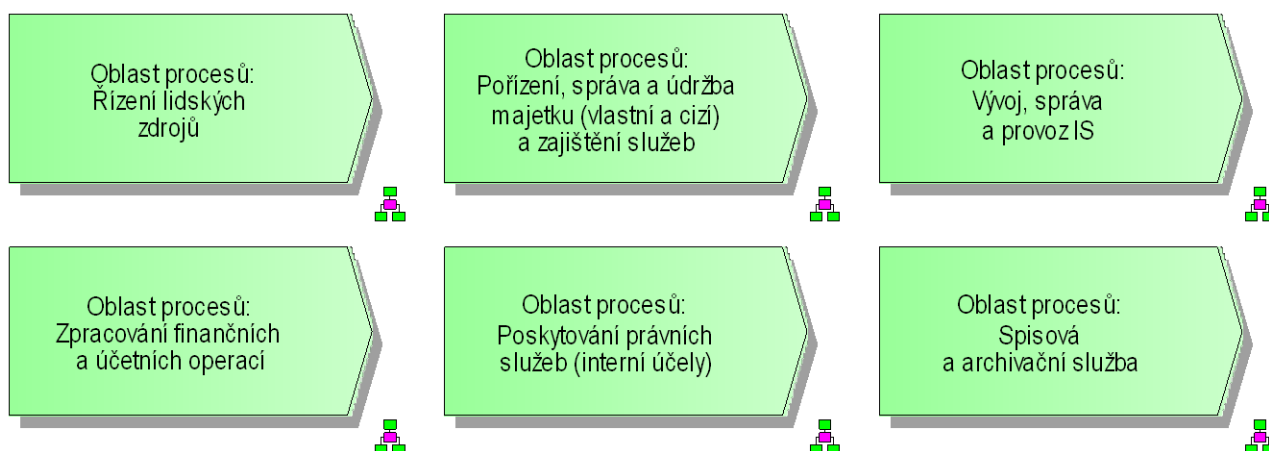 Oblast procesů:
Řízení lidských
zdrojů
Oblast procesů:
Pořízení, správa a údržba
majetku (vlastní a cizí)
a zajištění služeb
Oblast procesů:
Vývoj, správa
a provoz IS
Oblast procesů:
Zpracování finančních
a účetních operací
Oblast procesů:
Poskytování právních
služeb (interní účely)
Oblast procesů:
Spisová
a archivační služba